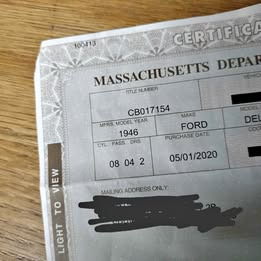 100413
CERTIFICA
MASSACHUSETTS DEPAR
TITLE NUMBER
CB017154
MFRS. MODEL YEAR MAKE
1946 FORD DEL
CYL. PASS. DRS. PURCHASE DATE
08 04 2 05/01/2020
MAILING ADDRESS ONLY:
LIGHT TO VIEW